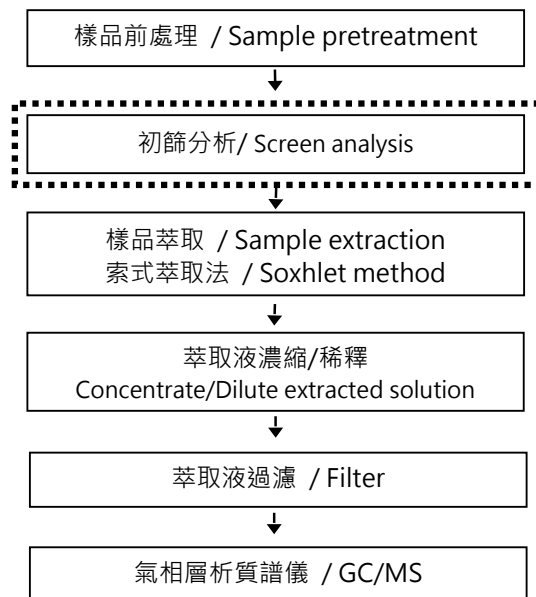 樣品前處理 / Sample pretreatment
初篩分析/ Screen analysis
樣品萃取 / Sample extraction
索式萃取法 / Soxhlet method
萃取液濃縮/稀釋
Concentrate/Dilute extracted solution
萃取液過濾 / Filter
氣相層析質譜儀 / GC/MS